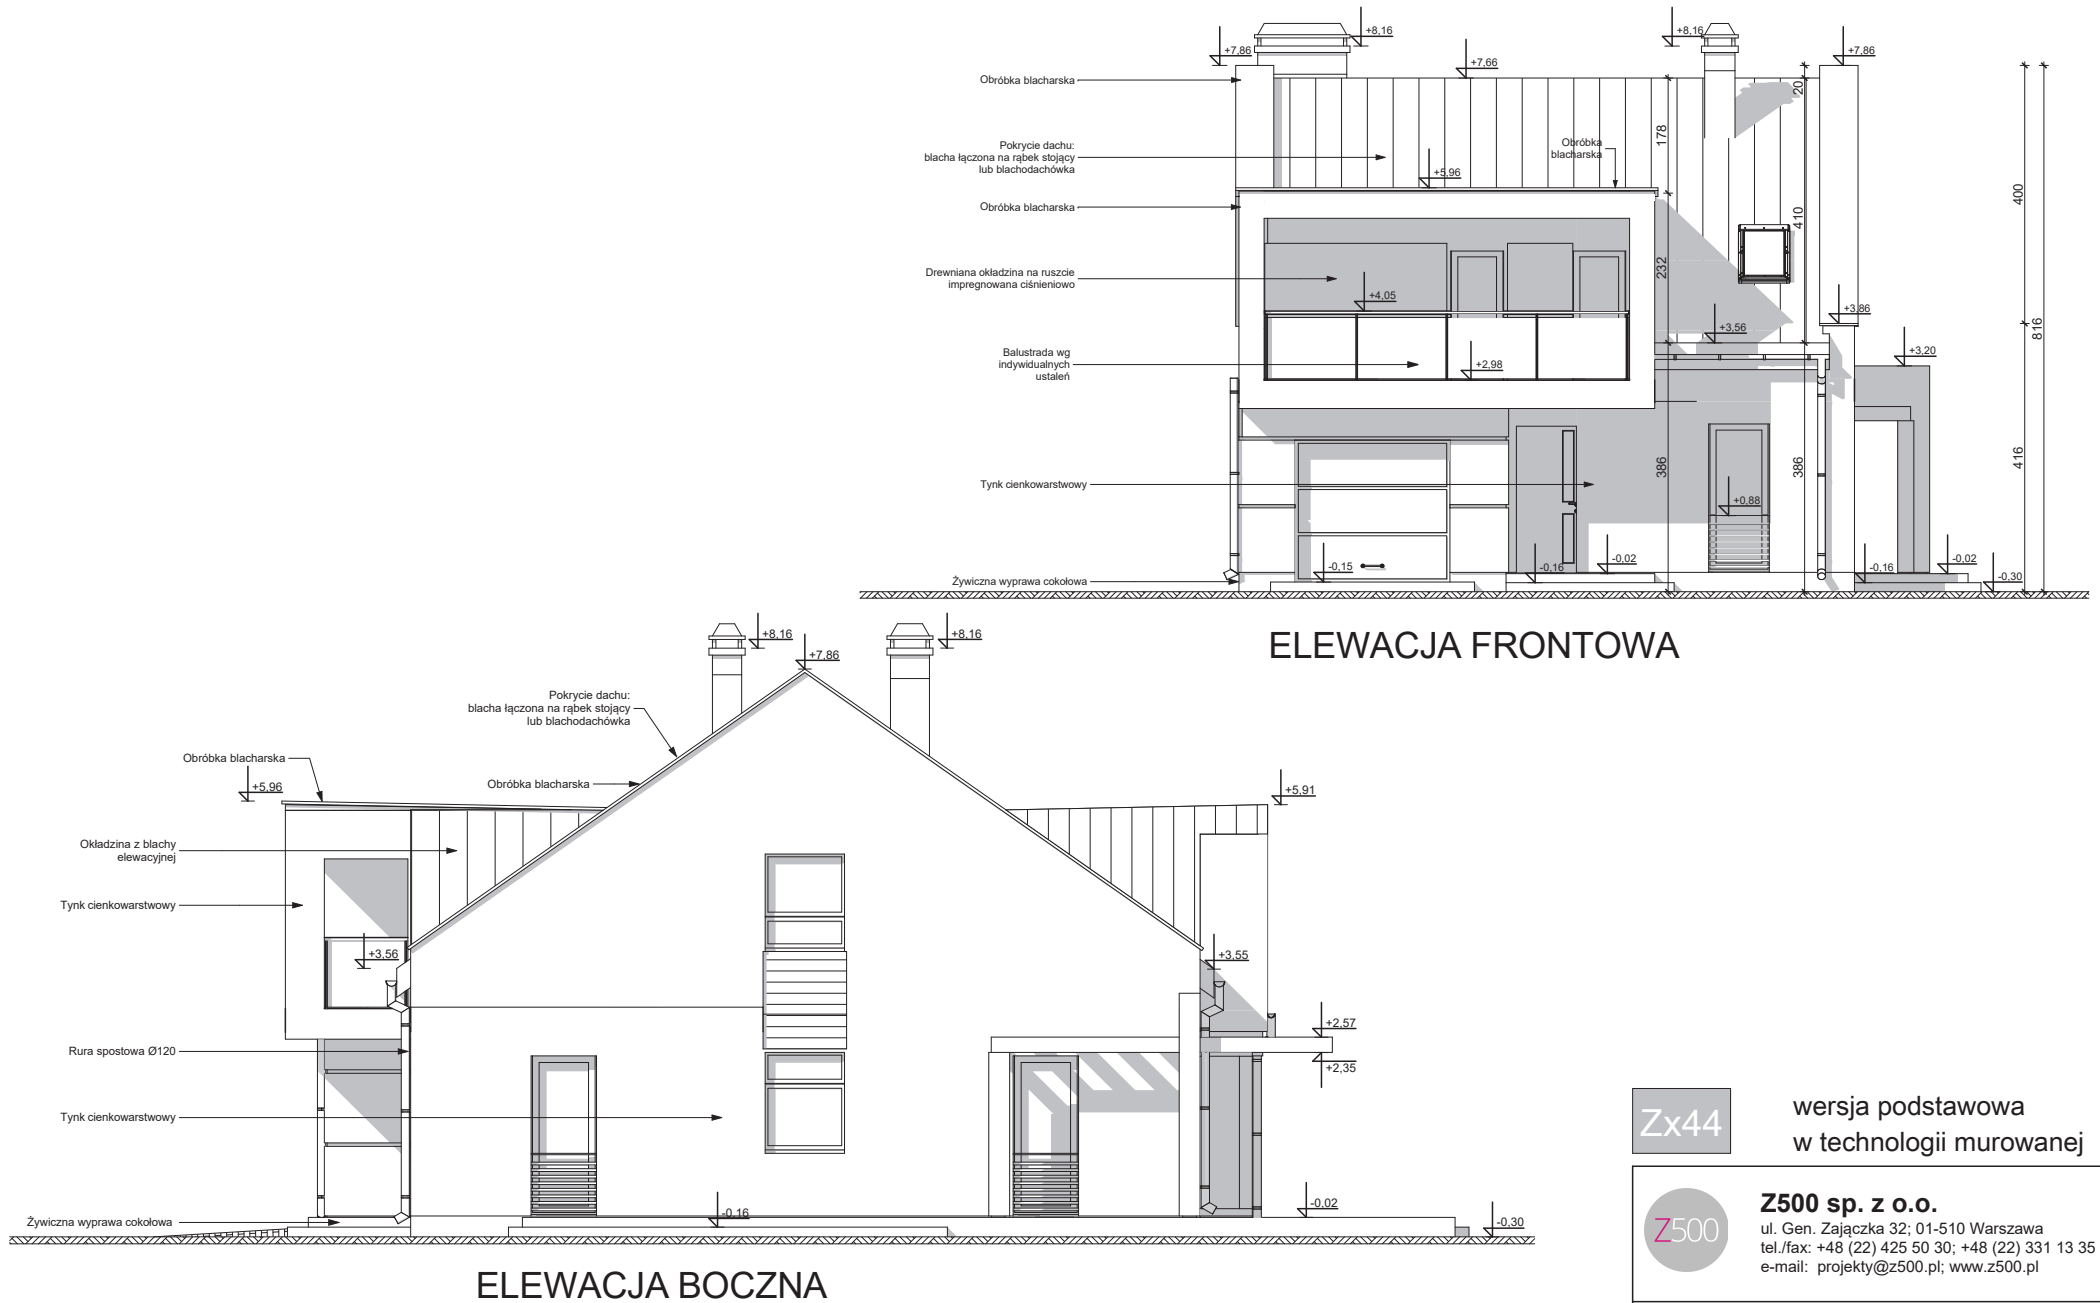 +8,16
+8,16
+7,86
+7,86
+7,66
Obróbka blacharska
20
178
Pokrycie dachu:
blacha łączona na rąbek stojący
lub blachodachówka
Obróbka
blacharska
+5,96
400
Obróbka blacharska
410
Drewniana okładzina na ruszcie
impregnowana ciśnieniowo
232
+4,05
+3,86
816
+3,56
+3,20
Balustrada wg
indywidualnych
ustaleń
+2,98
Tynk cienkowarstwowy
386
386
416
+0,88
Żywiczna wyprawa cokołowa
-0,15
-0,16
-0,02
-0,16
-0,02
-0,30
ELEWACJA FRONTOWA
+8,16
+8,16
+7,86
Pokrycie dachu:
blacha łączona na rąbek stojący
lub blachodachówka
Obróbka blacharska
Obróbka blacharska
+5,96
+5,91
Okładzina z blachy
elewacyjnej
Tynk cienkowarstwowy
+3,56
+3,55
+2,57
+2,35
Rura spostowa Ø120
Tynk cienkowarstwowy
Żywiczna wyprawa cokołowa
-0,16
-0,02
-0,30
ELEWACJA BOCZNA
Zx44
wersja podstawowa
w technologii murowanej
Z500
Z500 sp. z o.o.
ul. Gen. Zajączka 32; 01-510 Warszawa
tel./fax: +48 (22) 425 50 30; +48 (22) 331 13 35
e-mail: projekty@z500.pl; www.z500.pl